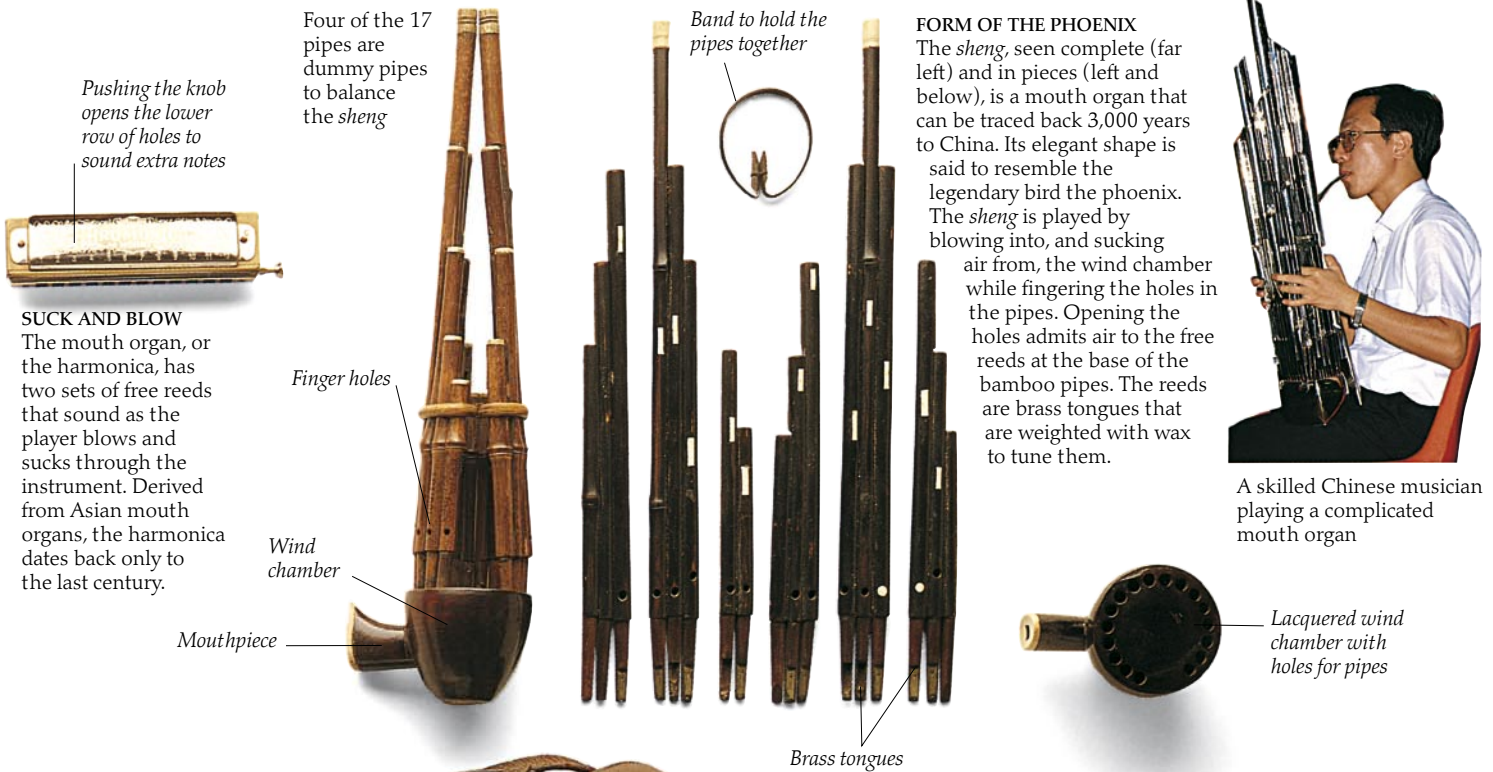 Pushing the knob
opens the lower
row of holes to
sound extra notes
SUCK AND BLOW
The mouth organ, or
the harmonica, has
two sets of free reeds
that sound as the
player blows and
sucks through the
instrument. Derived
from Asian mouth
organs, the harmonica
dates back only to
the last century.
Four of the 17
pipes are
dummy pipes
to balance
the sheng
Finger holes
Wind
chamber
Mouthpiece
Band to hold the
pipes together
Brass tongues
FORM OF THE PHOENIX
The sheng, seen complete (far
left) and in pieces (left and
below), is a mouth organ that
can be traced back 3,000 years
to China. Its elegant shape is
said to resemble the
legendary bird the phoenix.
The sheng is played by
blowing into, and sucking
air from, the wind chamber
while fingering the holes in
the pipes. Opening the
holes admits air to the free
reeds at the base of the
bamboo pipes. The reeds
are brass tongues that
are weighted with wax
to tune them.
A skilled Chinese musician
playing a complicated
mouth organ
Lacquered wind
chamber with
holes for pipes